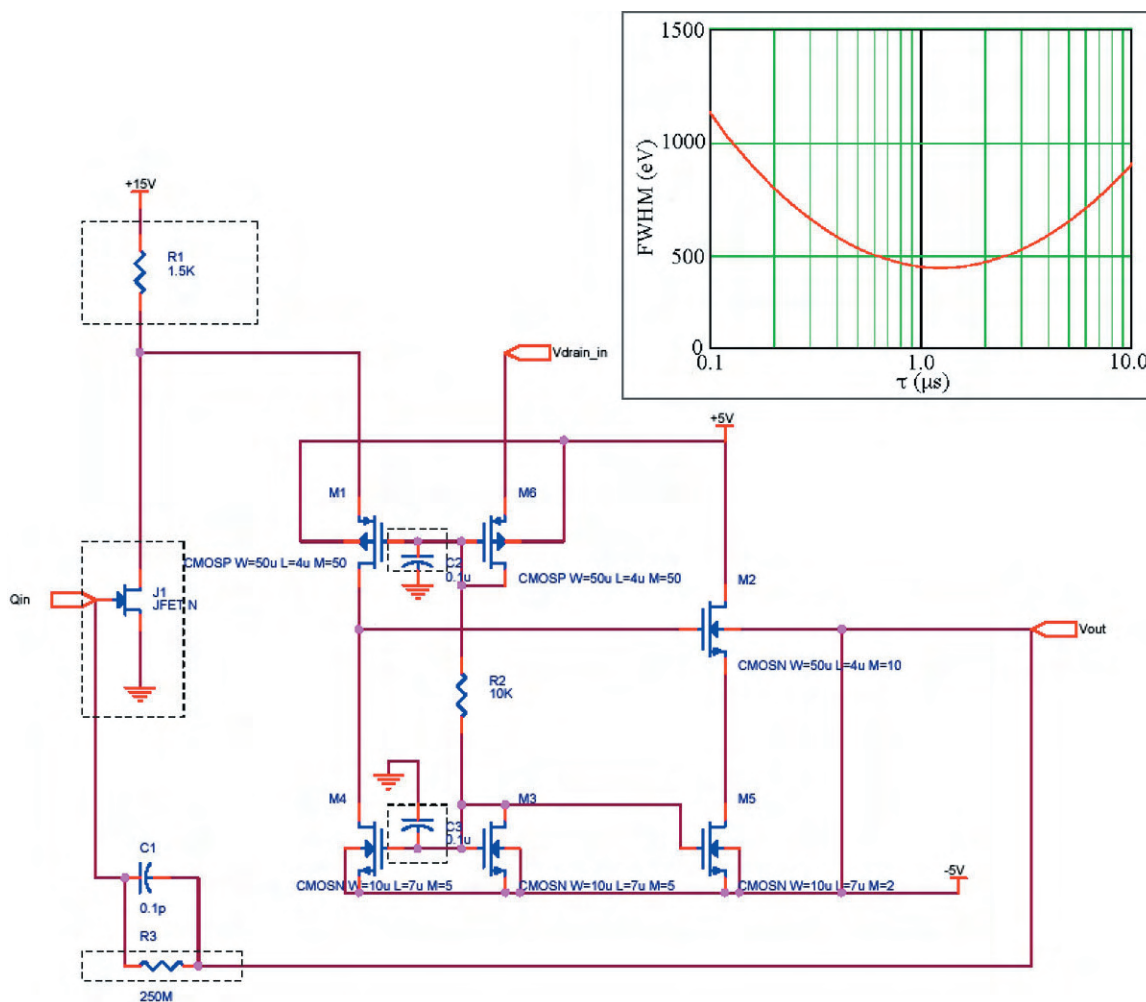 1500
1000
500
0
FWHM (eV)
0.1
1.0
10.0
τ (µs)
+15V
R1
1.5K
Vdrain_in
+5V
M1
M6
C2
0.1u
CMOSP W=50u L=4u M=50
CMOSP W=50u L=4u M=50
M2
Qin
J1
JFET N
Vout
CMOSN W=50u L=4u M=10
R2
10K
M4
M3
M5
C3
0.1u
C1
0.1p
CMOSN W=10u L=7u M=5
CMOSN W=10u L=7u M=5
CMOSN W=10u L=7u M=2
-5V
R3
250M